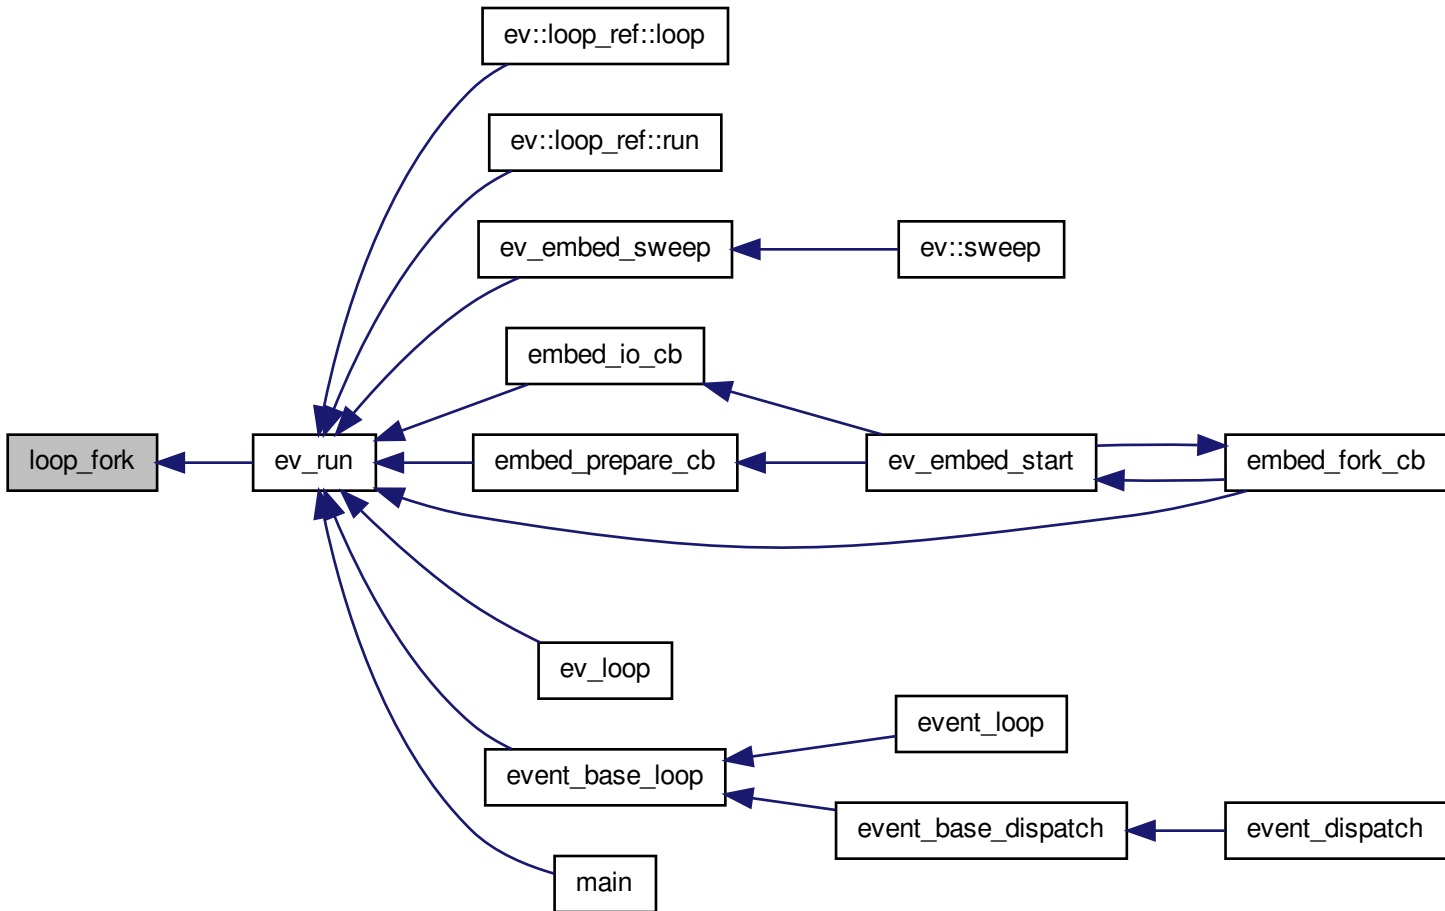 ev::loop_ref::loop
ev::loop_ref::run
ev_embed_sweep
ev::sweep
embed_io_cb
loop_fork
ev_run
embed_prepare_cb
ev_embed_start
embed_fork_cb
ev_loop
event_loop
event_base_loop
event_base_dispatch
event_dispatch
main